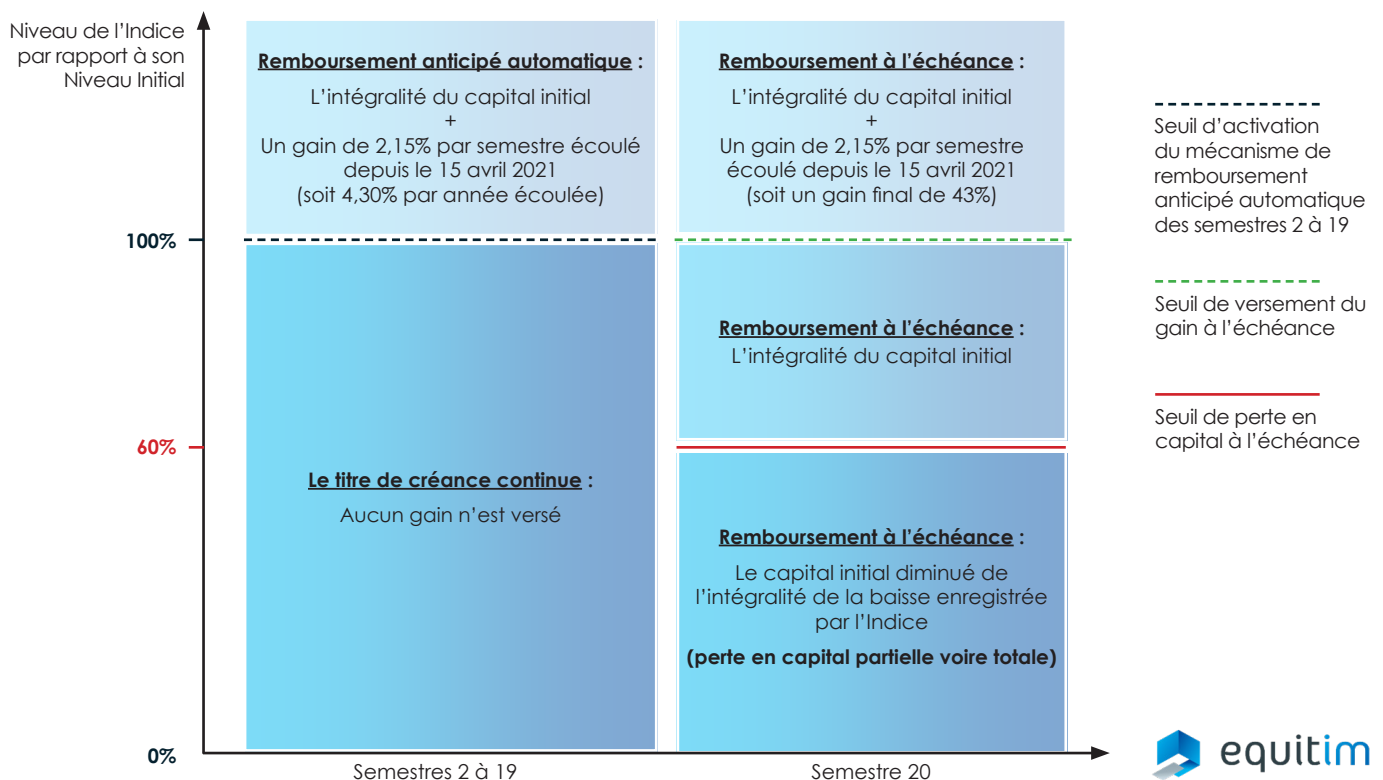 Niveau de l’Indice
par rapport à son
Niveau Initial
Remboursement anticipé automatique :
L’intégralité du capital initial
+
Un gain de 2,15% par semestre écoulé
depuis le 15 avril 2021
(soit 4,30% par année écoulée)
Remboursement à l’échéance :
L’intégralité du capital initial
+
Un gain de 2,15% par semestre
écoulé depuis le 15 avril 2021
(soit un gain final de 43%)
100%
Remboursement à l’échéance :
L’intégralité du capital initial
60%
Le titre de créance continue :
Aucun gain n’est versé
Remboursement à l’échéance :
Le capital initial diminué de
l’intégralité de la baisse enregistrée
par l’Indice
(perte en capital partielle voire totale)
0%
Semestres 2 à 19
Semestre 20
Seuil d’activation
du mécanisme de
remboursement
anticipé automatique
des semestres 2 à 19
Seuil de versement du
gain à l’échéance
Seuil de perte en
capital à l’échéance
equitim